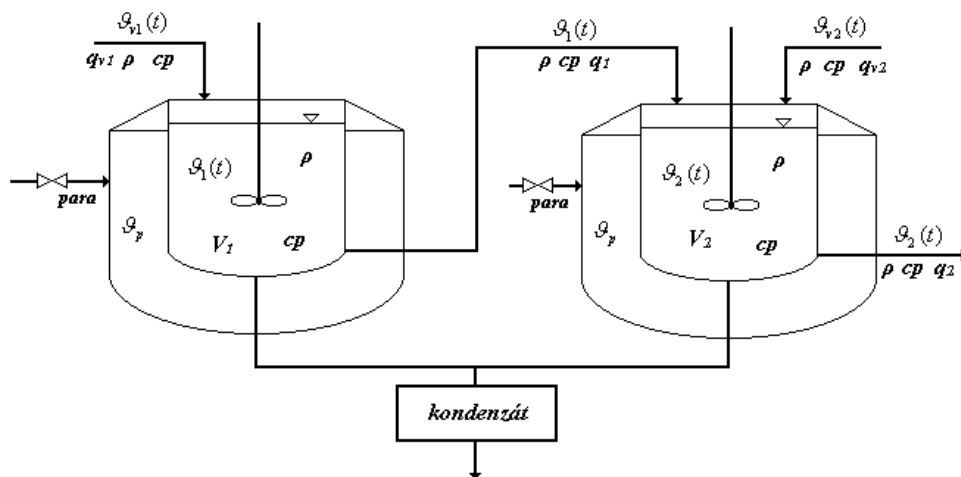 ϑv1(t)
qv1 ρ cp
ϑ1(t)
ρ cp q1
ϑv2(t)
ρ cp qv2
ρ
ϑ1(t)
para
ϑp
V1 cp
ρ
ϑ2(t)
para
ϑp
V2 cp
ϑ2(t)
ρ cp q2
kondenzát